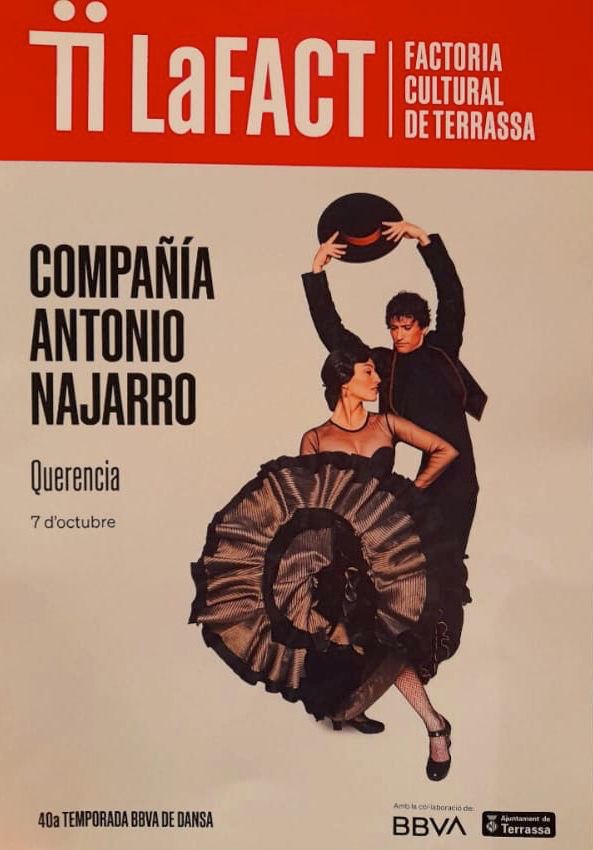 LaFACT
FACTORIA
CULTURAL
DE TERRASSA
COMPAÑÍA
ANTONIO
NAJARRO
Querencia
7 d'octubre
40a TEMPORADA BBVA DE DANSA
Amb la col·laboració de:
BBVA
Ajuntament de
Terrassa